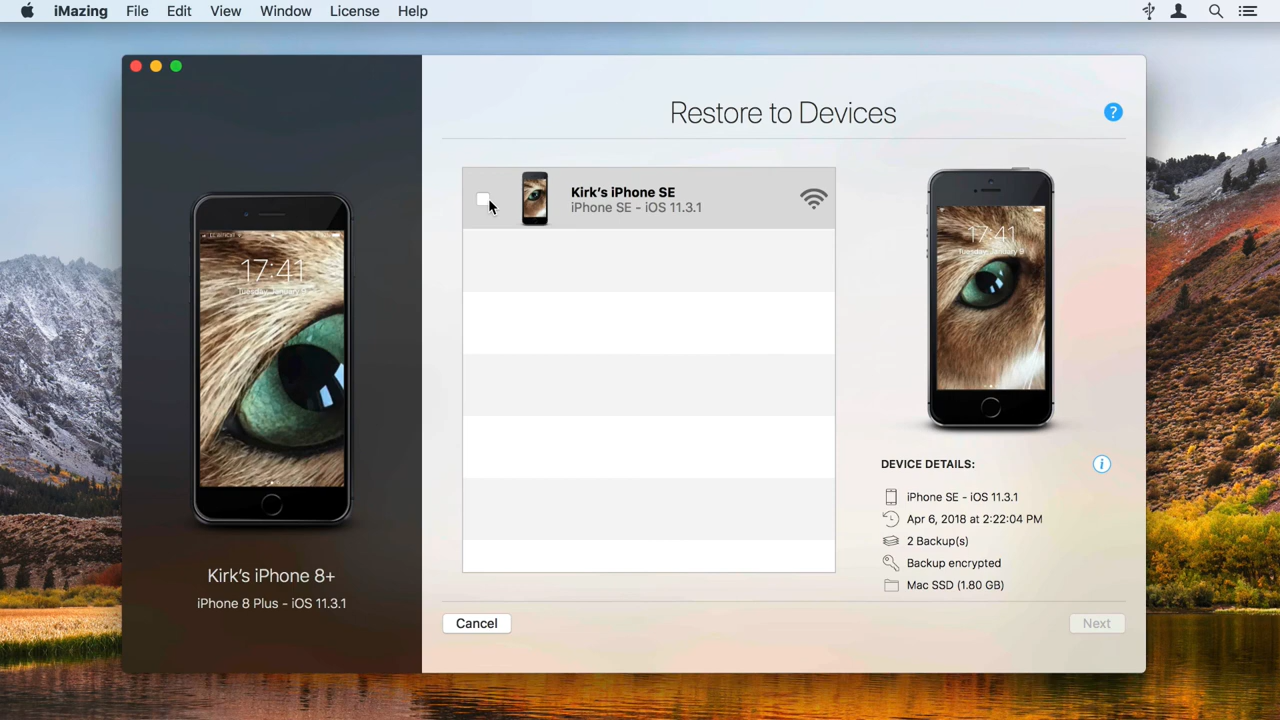 iMazing File Edit View Window License Help
Restore to Devices
?
Kirk's iPhone SE
iPhone SE - iOS 11.3.1
17:41
Tuesday, January 9
Kirk's iPhone 8+
iPhone 8 Plus - iOS 11.3.1
17:41
DEVICE DETAILS:
i
iPhone SE - iOS 11.3.1
Apr 6, 2018 at 2:22:04 PM
2 Backup(s)
Backup encrypted
Mac SSD (1.80 GB)
Cancel
Next